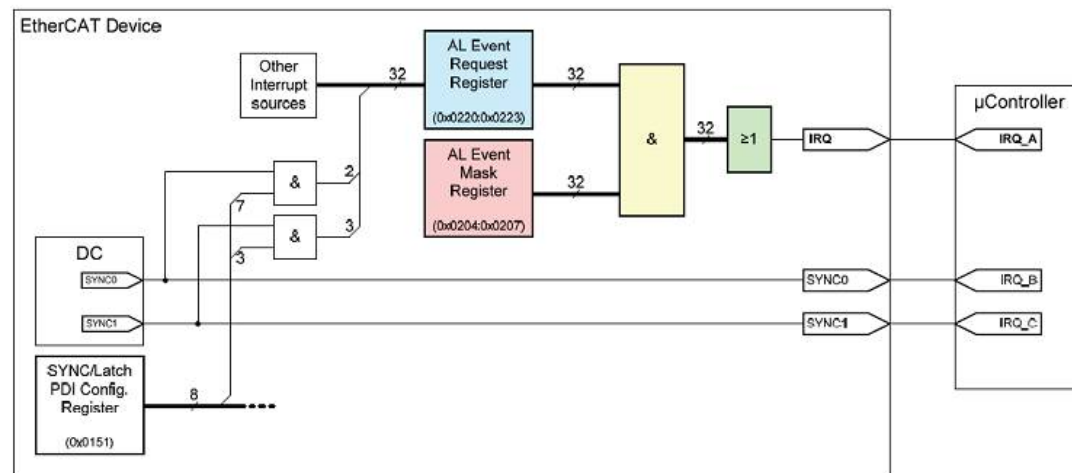 EtherCAT Device
Other
Interrupt
sources
32
AL Event
Request
Register
(0x0220:0x0223)
32
&
32
≥1
IRQ
µController
IRQ_A
AL Event
Mask
Register
(0x0204:0x0207)
32
&
2
7
&
3
3
DC
SYNC0
SYNC0
IRQ_B
SYNC1
SYNC1
IRQ_C
SYNC/Latch
PDI Config.
Register
(0x0151)
8